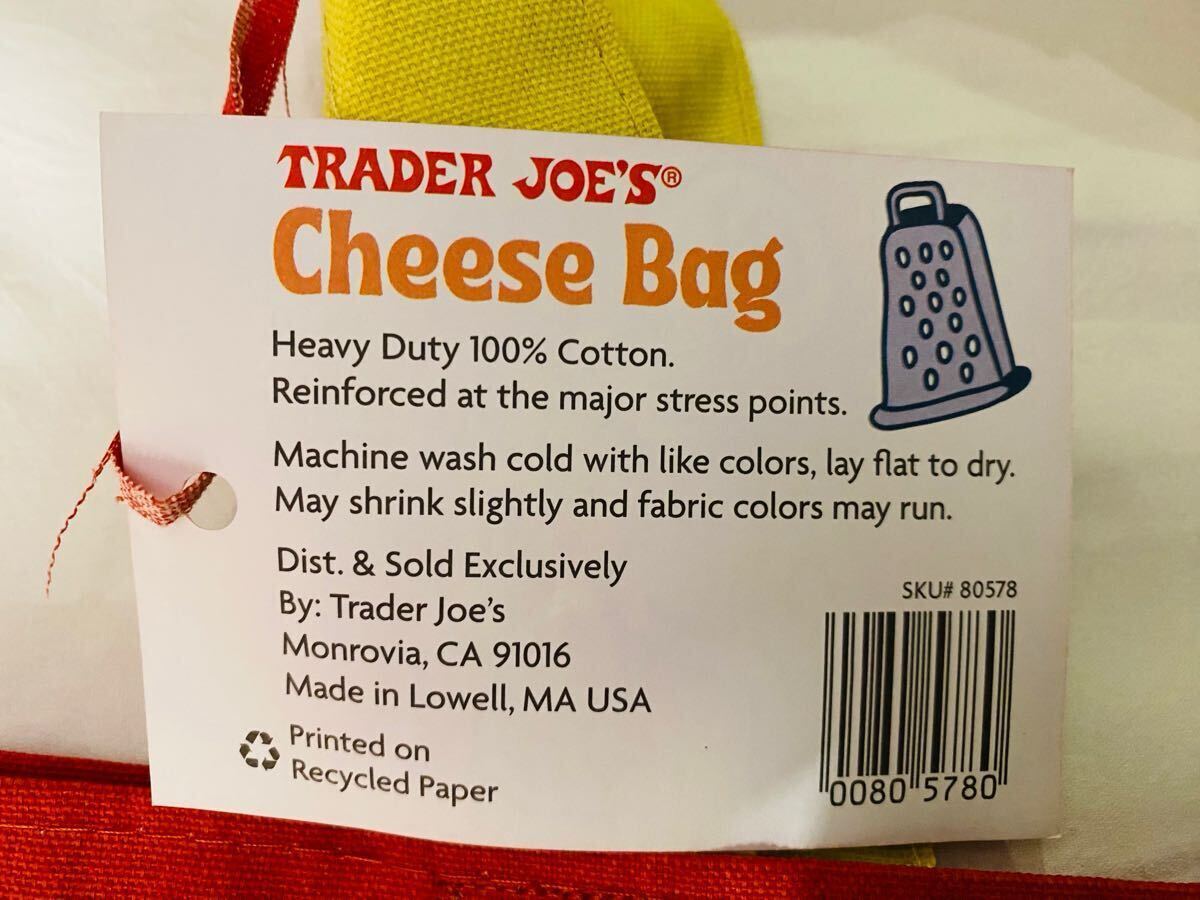 TRADER JOE'S®
Cheese Bag
Heavy Duty 100% Cotton.
Reinforced at the major stress points.
Machine wash cold with like colors, lay flat to dry.
May shrink slightly and fabric colors may run.
Dist. & Sold Exclusively
By: Trader Joe's
Monrovia, CA 91016
Made in Lowell, MA USA
Printed on
Recycled Paper
SKU# 80578
0080 5780